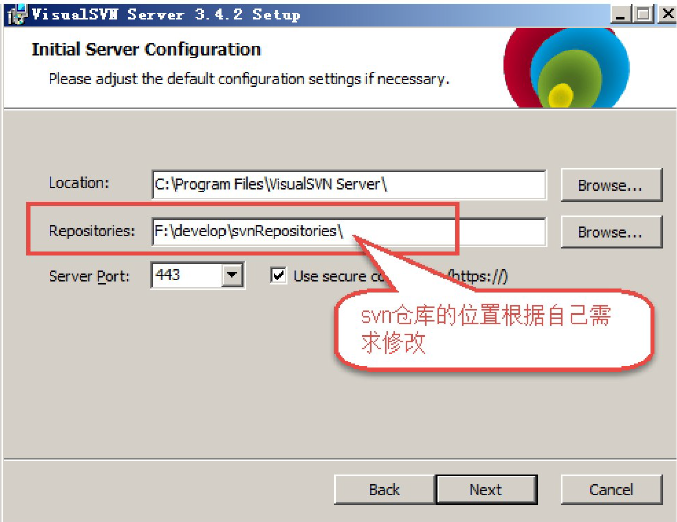 VisualSVN Server 3.4.2 Setup
Initial Server Configuration
Please adjust the default configuration settings if necessary.
Location: C:\Program Files\VisualSVN Server\ Browse...
Repositories: F:\develop\svnRepositories\ Browse...
Server Port: 443 Use secure (https://)
svn仓库的位置根据自己需
求修改
Back Next Cancel